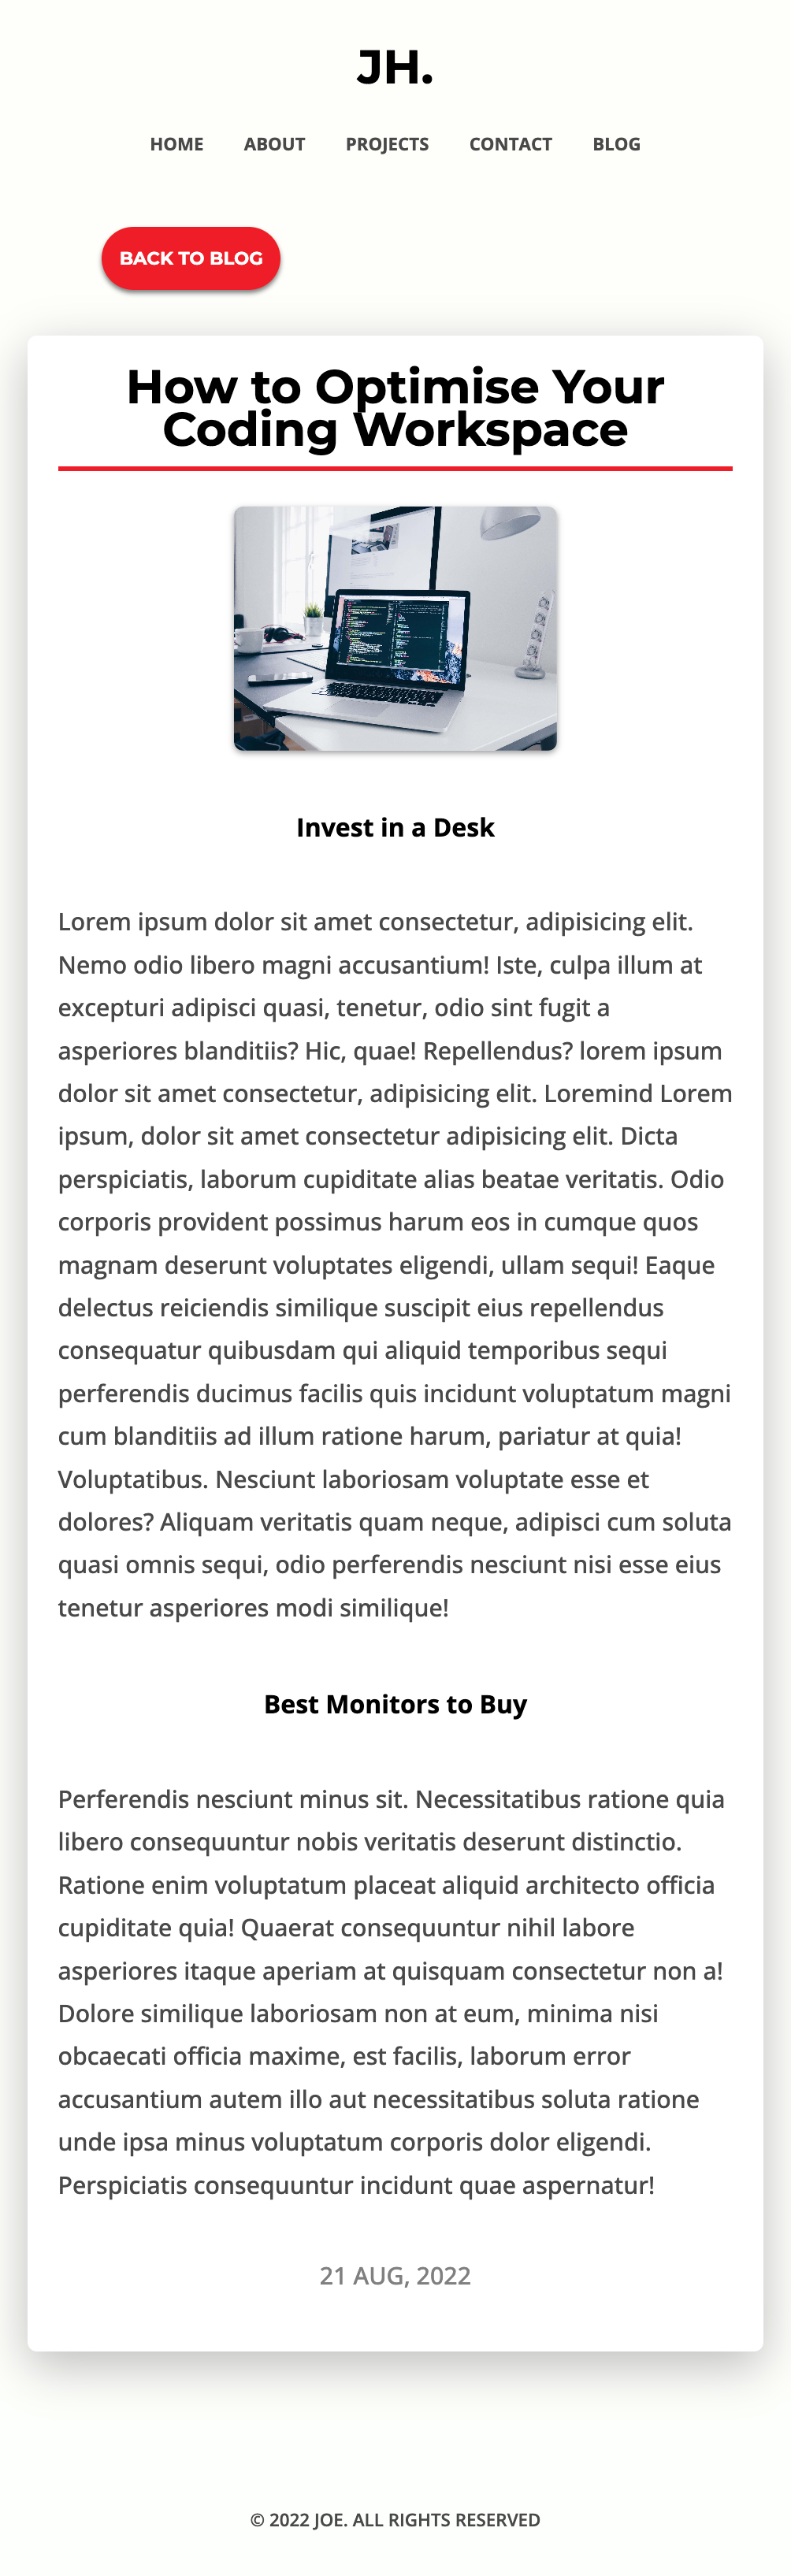 JH.
HOME ABOUT PROJECTS CONTACT BLOG
BACK TO BLOG
How to Optimise Your
Coding Workspace
Invest in a Desk
Lorem ipsum dolor sit amet consectetur, adipisicing elit.
Nemo odio libero magni accusantium! Iste, culpa illum at
excepturi adipisci quasi, tenetur, odio sint fugit a
asperiores blanditiis? Hic, quae! Repellendus? lorem ipsum
dolor sit amet consectetur, adipisicing elit. Loremind Lorem
ipsum, dolor sit amet consectetur adipisicing elit. Dicta
perspiciatis, laborum cupiditate alias beatae veritatis. Odio
corporis provident possimus harum eos in cumque quos
magnam deserunt voluptates eligendi, ullam sequi! Eaque
delectus reiciendis similique suscipit eius repellendus
consequatur quibusdam qui aliquid temporibus sequi
perferendis ducimus facilis quis incidunt voluptatum magni
cum blanditiis ad illum ratione harum, pariatur at quia!
Voluptatibus. Nesciunt laboriosam voluptate esse et
dolores? Aliquam veritatis quam neque, adipisci cum soluta
quasi omnis sequi, odio perferendis nesciunt nisi esse eius
tenetur asperiores modi similique!
Best Monitors to Buy
Perferendis nesciunt minus sit. Necessitatibus ratione quia
libero consequuntur nobis veritatis deserunt distinctio.
Ratione enim voluptatum placeat aliquid architecto officia
cupiditate quia! Quaerat consequuntur nihil labore
asperiores itaque aperiam at quisquam consectetur non a!
Dolore similique laboriosam non at eum, minima nisi
obcaecati officia maxime, est facilis, laborum error
accusantium autem illo aut necessitatibus soluta ratione
unde ipsa minus voluptatum corporis dolor eligendi.
Perspiciatis consequuntur incidunt quae aspernatur!
21 AUG, 2022
© 2022 JOE. ALL RIGHTS RESERVED